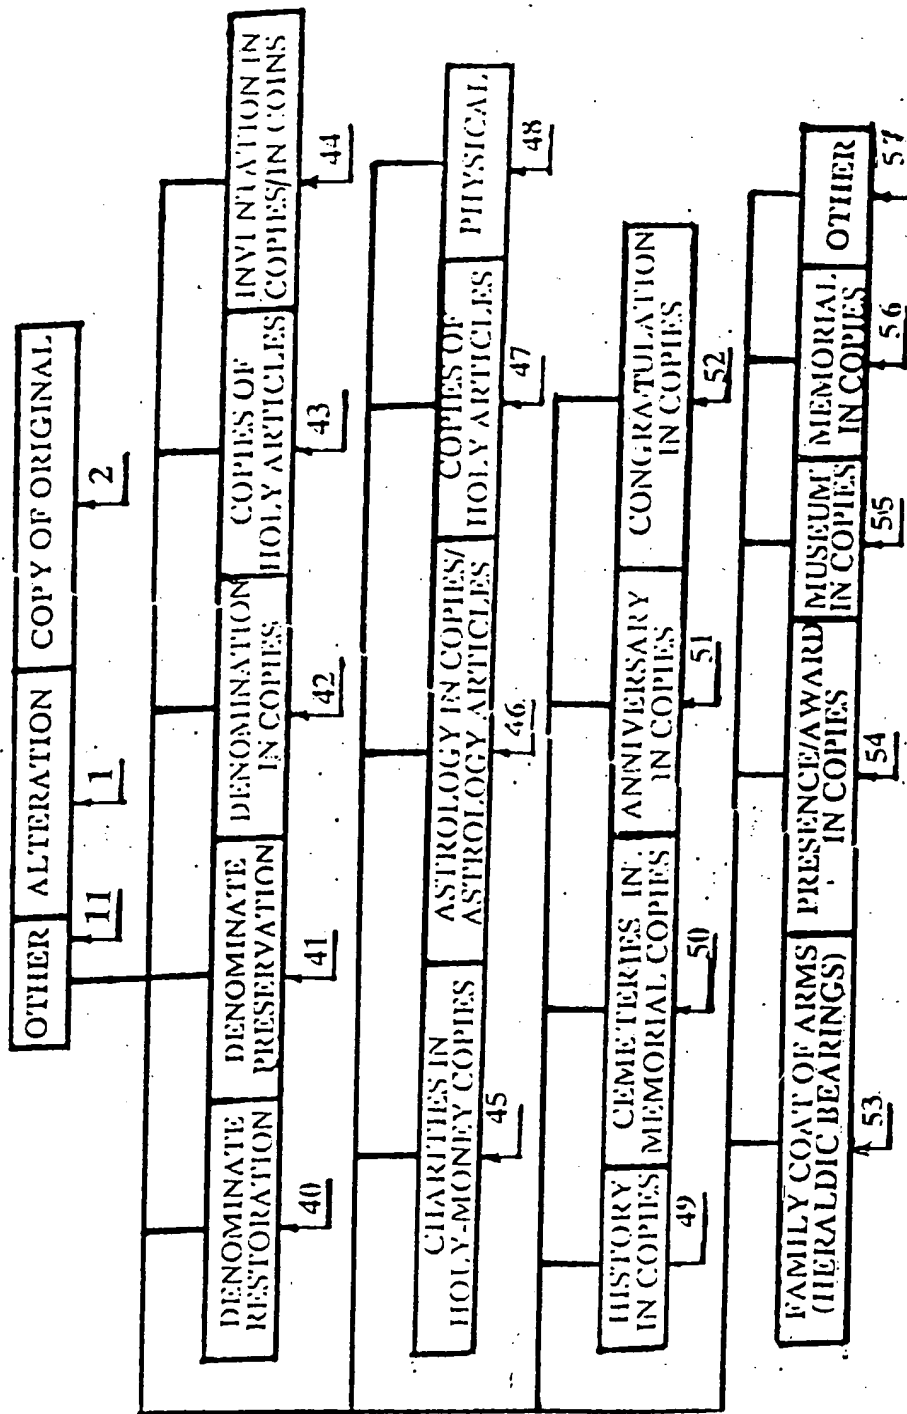 OTHER
ALTERATION
COPY OF ORIGINAL
11
1
2
DENOMINATE
RESTORATION
DENOMINATE
PRESERVATION
DENOMINATION
IN COPIES
COPIES OF
HOLY ARTICLES
IN
COPIES/IN COINS
40
41
42
43
44
CHARITIES IN
HOLY-MONEY COPIES
ASTROLOGY IN COPIES/
ASTROLOGY ARTICLES
COPIES OF
HOLY ARTICLES
PHYSICAL
45
46
47
48
HISTORY
IN COPIES
CEMETERIES IN
MEMORIAL COPIES
ANNIVERSARY
IN COPIES
CONGRATULATION
IN COPIES
49
50
51
52
FAMILY COAT OF ARMS
(HERALDIC BEARINGS)
PRESENCE/AWARD
IN COPIES
MUSEUM
IN COPIES
MEMORIAL
IN COPIES
OTHER
53
54
55
56
57